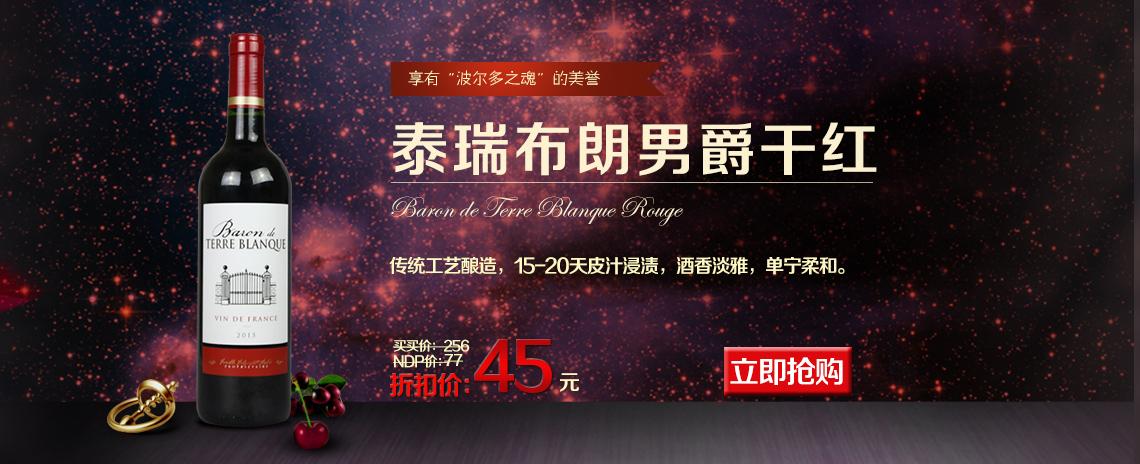 享有“波尔多之魂”的美誉
泰瑞布朗男爵干红
Baron de Terre Blanque Rouge
传统工艺酿造，15-20天皮汁浸渍，酒香淡雅，单宁柔和。
买买价：256
NDP价：77
折扣价：45元
立即抢购
Baron de
TERRE BLANQUE
VIN DE FRANCE
2015